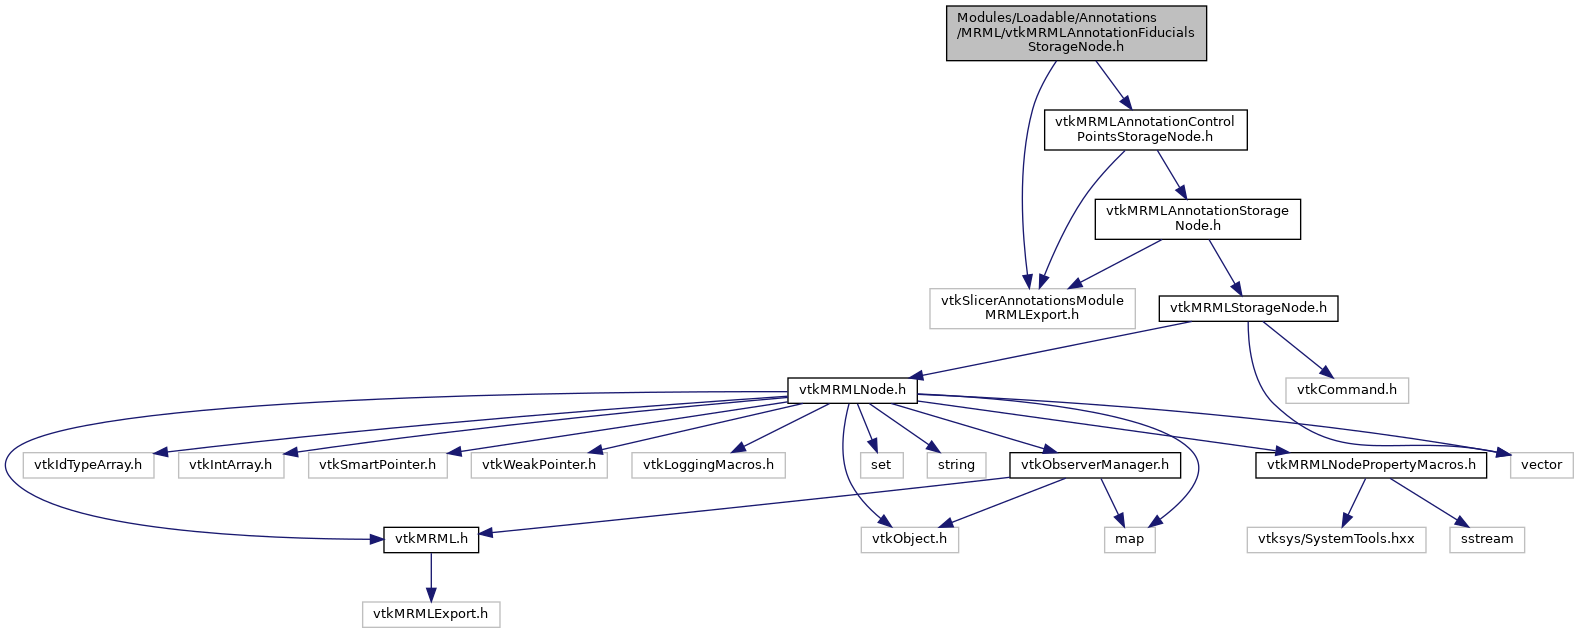 Modules/Loadable/Annotations
/MRML/vtkMRMLAnnotationFiducials
StorageNode.h
vtkMRMLAnnotationControl
PointsStorageNode.h
vtkMRMLAnnotationStorage
Node.h
vtkSlicerAnnotationsModule
MRMLExport.h
vtkMRMLStorageNode.h
vtkMRMLNode.h
vtkCommand.h
vtkIdTypeArray.h
vtkIntArray.h
vtkSmartPointer.h
vtkWeakPointer.h
vtkLoggingMacros.h
set
string
vtkObserverManager.h
vtkMRMLNodePropertyMacros.h
vector
vtkMRML.h
vtkObject.h
map
vtksys/SystemTools.hxx
sstream
vtkMRMLExport.h